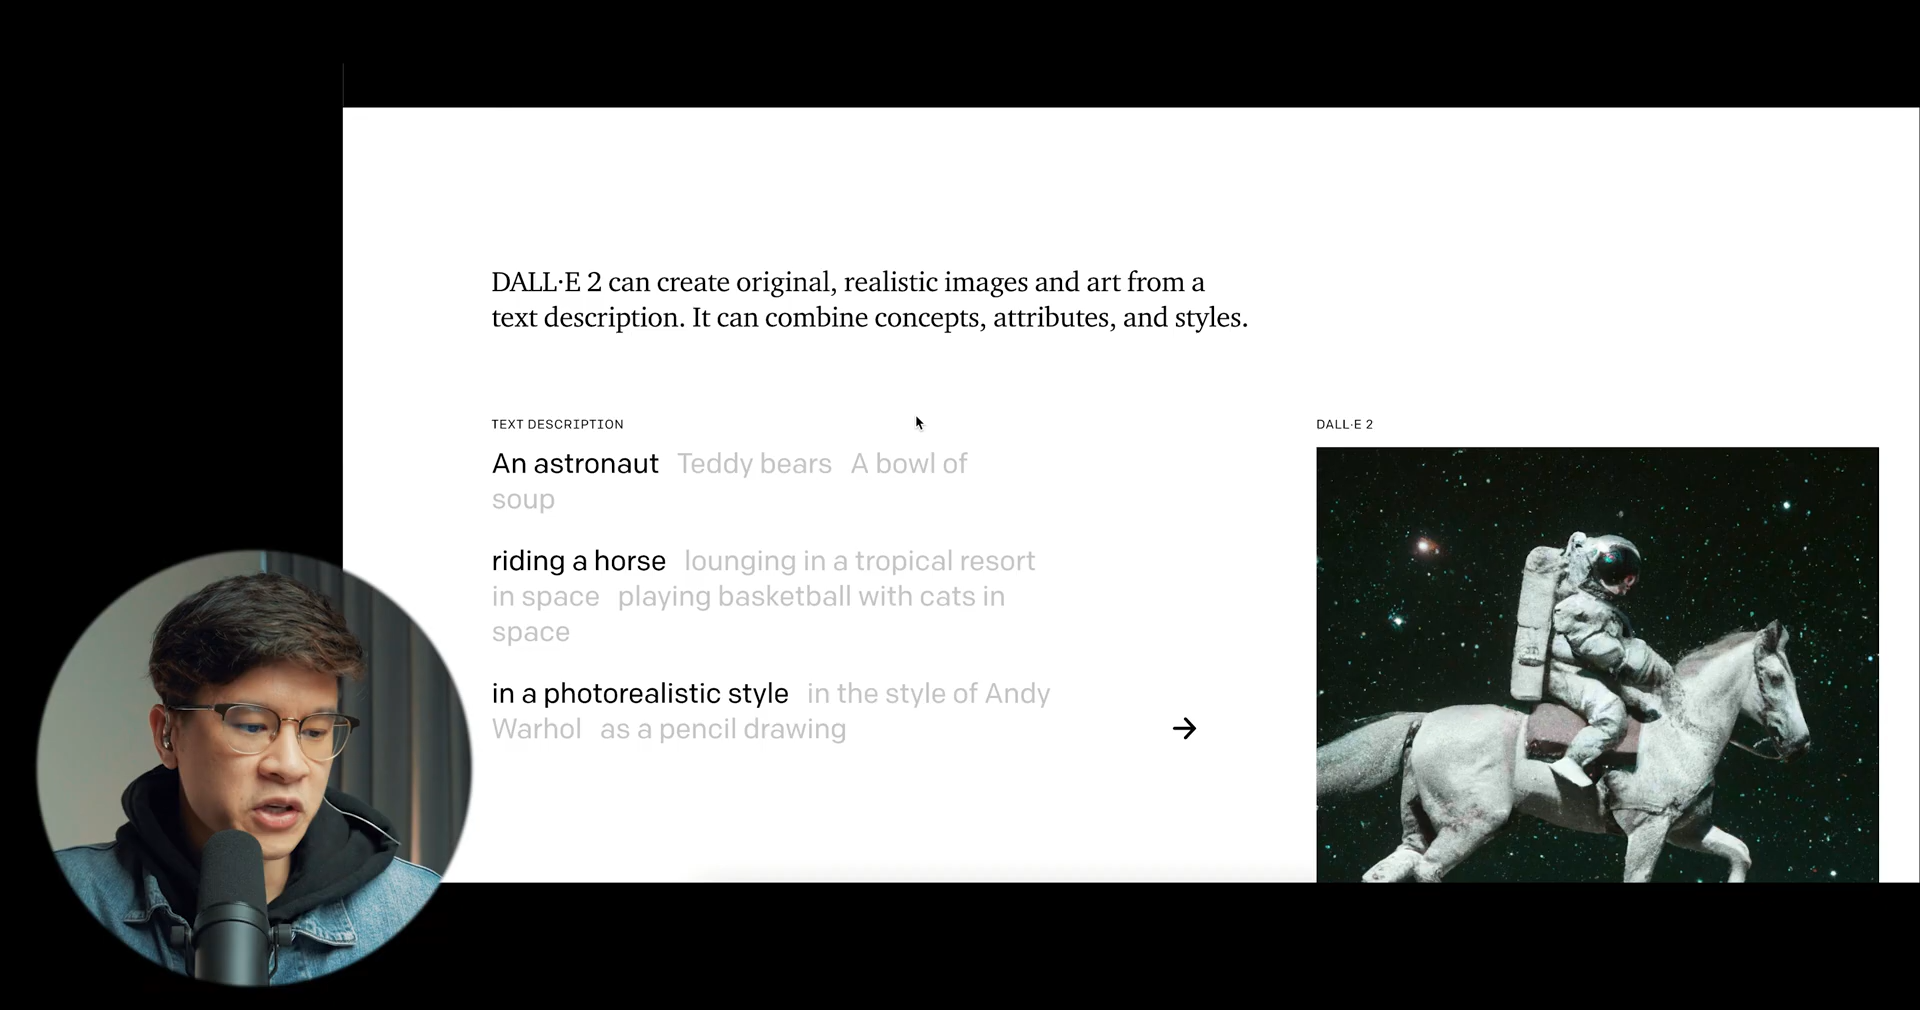 DALL·E 2 can create original, realistic images and art from a
text description. It can combine concepts, attributes, and styles.
TEXT DESCRIPTION
An astronaut Teddy bears A bowl of
soup
riding a horse lounging in a tropical resort
in space playing basketball with cats in
space
in a photorealistic style in the style of Andy
Warhol as a pencil drawing
DALL·E 2